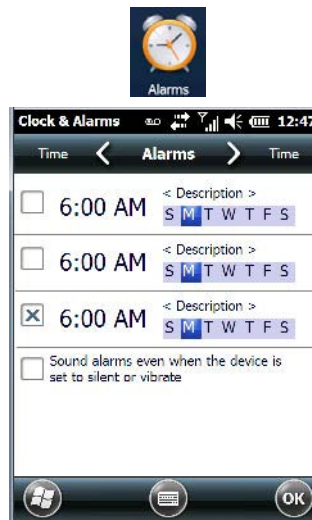 Alarms
Clock & Alarms 12:47
Time Alarms Time
6:00 AM
< Description >
S M T W T F S
6:00 AM
< Description >
S M T W T F S
6:00 AM
< Description >
S M T W T F S
Sound alarms even when the device is
set to silent or vibrate
OK